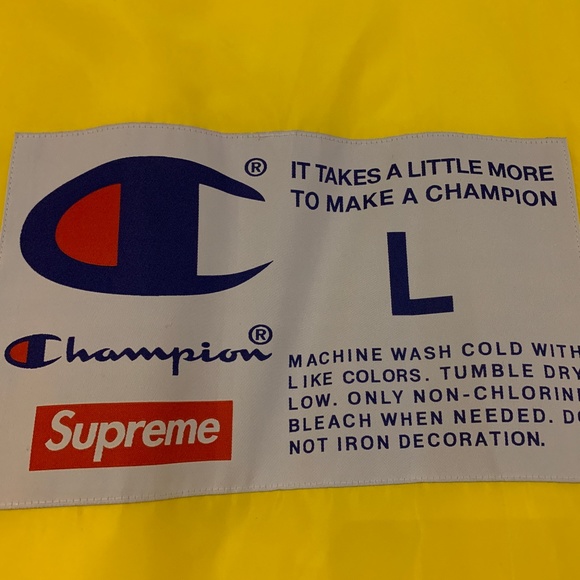 ®
IT TAKES A LITTLE MORE
TO MAKE A CHAMPION
L
Champion®
Supreme
MACHINE WASH COLD WITH
LIKE COLORS. TUMBLE DRY
LOW. ONLY NON-CHLORIN
BLEACH WHEN NEEDED. DO
NOT IRON DECORATION.